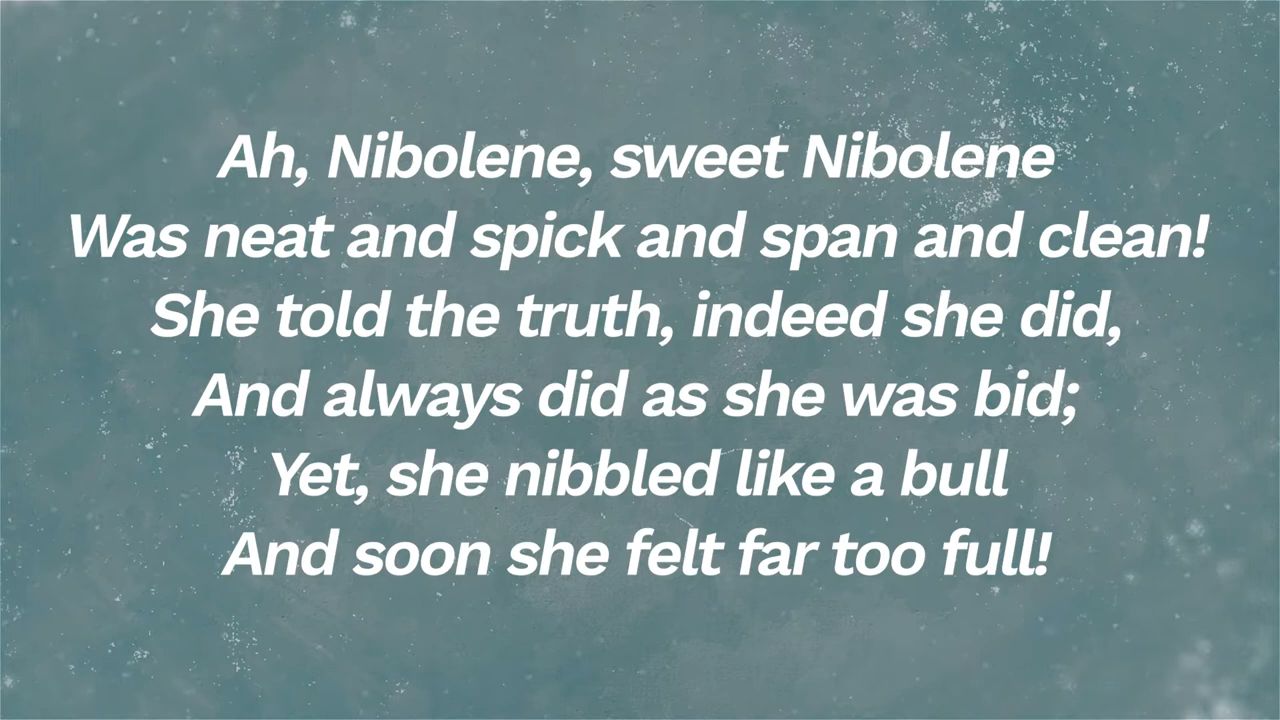 Ah, Nibolene, sweet Nibolene
Was neat and spick and span and clean!
She told the truth, indeed she did,
And always did as she was bid;
Yet, she nibbled like a bull
And soon she felt far too full!